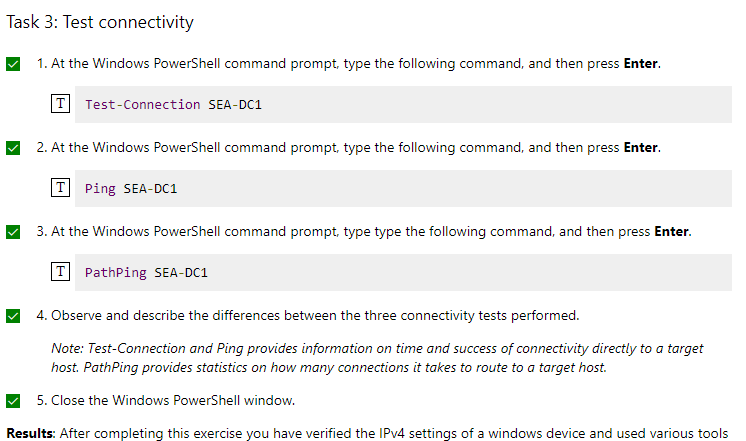 Task 3: Test connectivity
1. At the Windows PowerShell command prompt, type the following command, and then press Enter.
T Test-Connection SEA-DC1
2. At the Windows PowerShell command prompt, type the following command, and then press Enter.
T Ping SEA-DC1
3. At the Windows PowerShell command prompt, type type the following command, and then press Enter.
T PathPing SEA-DC1
4. Observe and describe the differences between the three connectivity tests performed.
Note: Test-Connection and Ping provides information on time and success of connectivity directly to a target
host. PathPing provides statistics on how many connections it takes to route to a target host.
5. Close the Windows PowerShell window.
Results: After completing this exercise you have verified the IPv4 settings of a windows device and used various tools